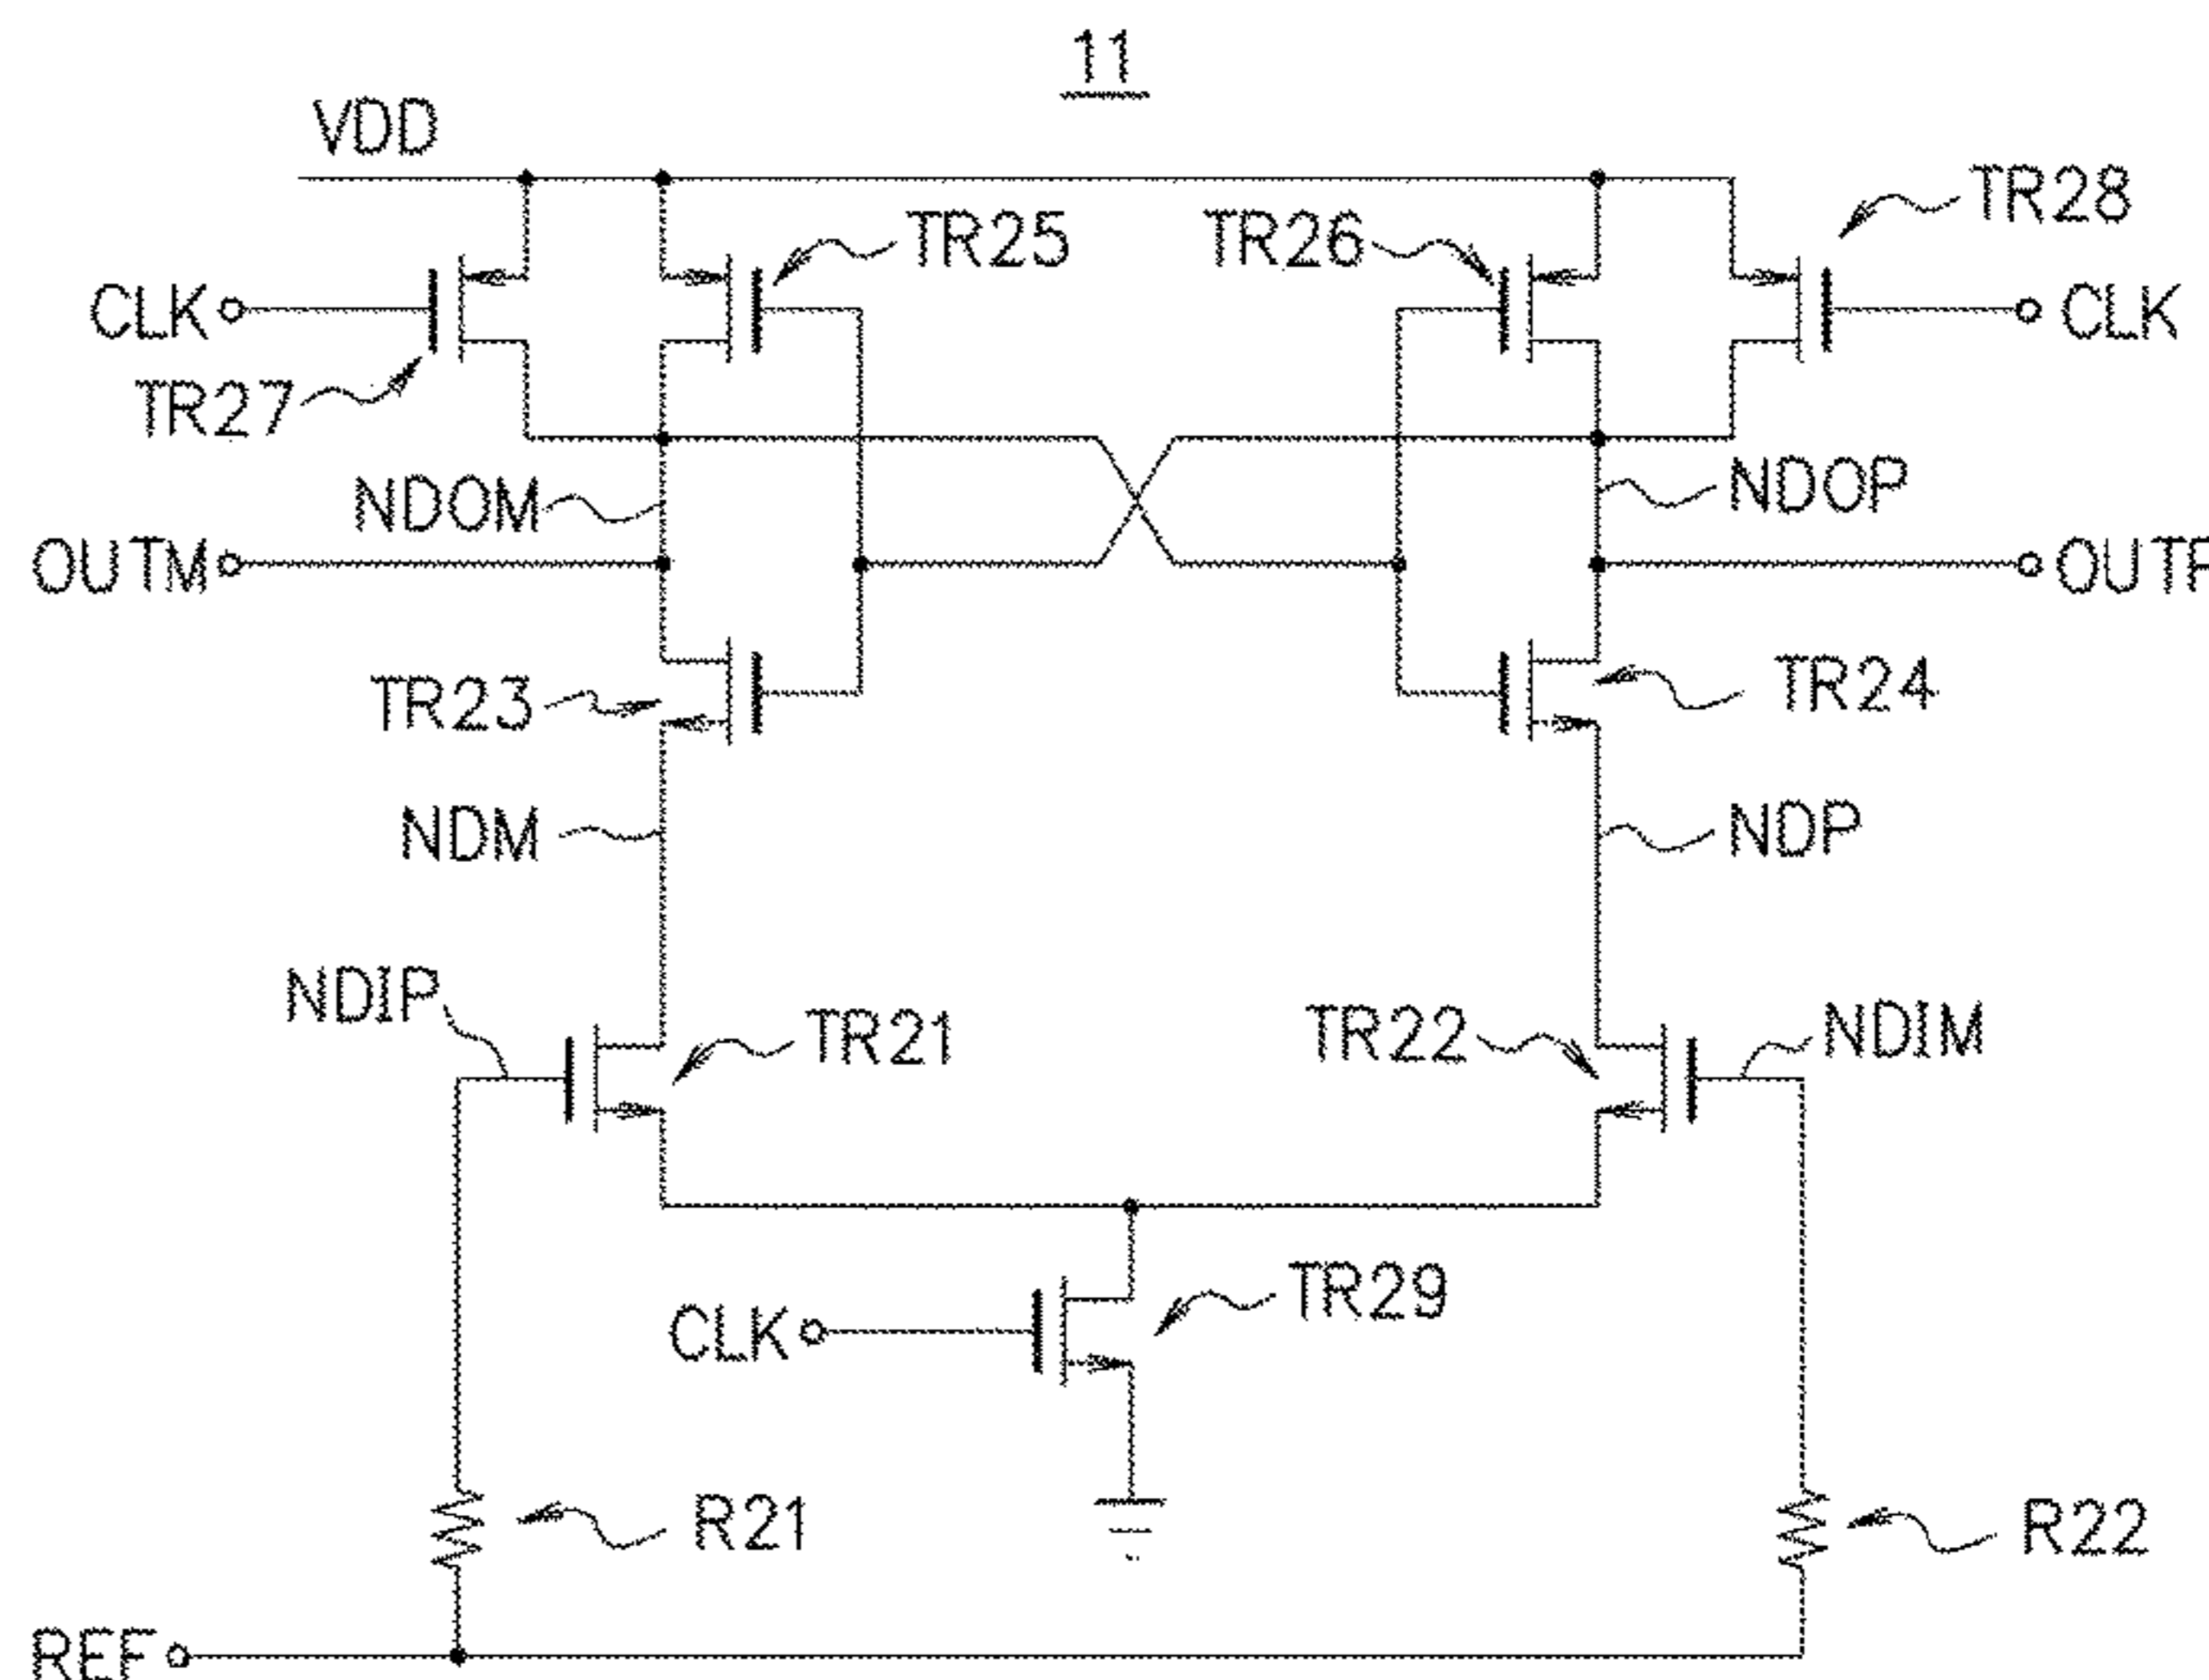 11
VDD
TR28
TR25
TR26
CLK
CLK
TR27
NDOM
NDOP
OUTM
TR23
TR24
NDM
NDP
NDIP
TR21
TR22
NDIM
TR29
CLK
R21
R22
REF